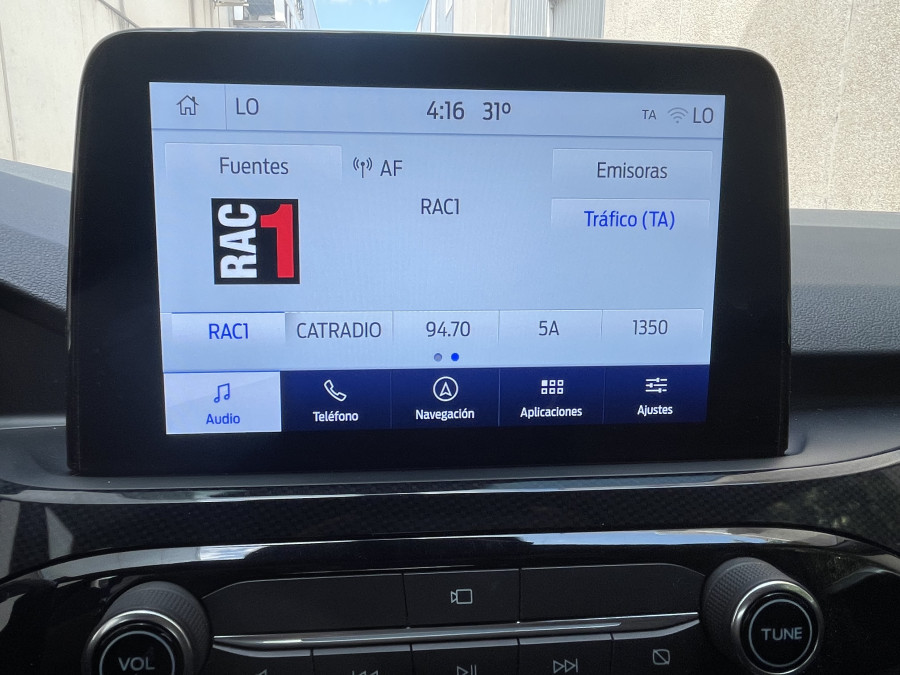 LO 4:16 31º TA LO
Fuentes AF Emisoras
RAC1 Tráfico (TA)
RAC1
RAC1 CATRADIO 94.70 5A 1350
Audio Teléfono Navegación Aplicaciones Ajustes
VOL TUNE